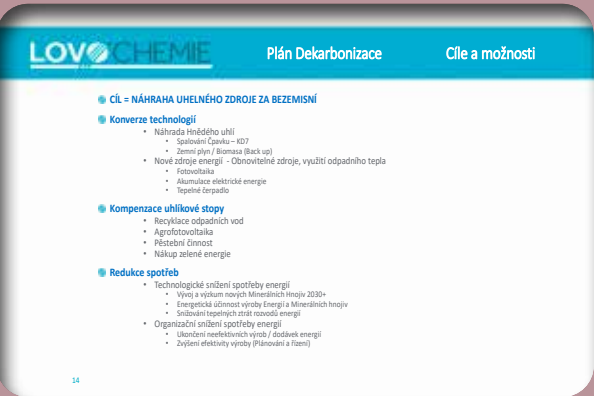 LOVOCHEMIE
Plán Dekarbonizace
Cíle a možnosti
CÍL = NÁHRAHA UHELNÉHO ZDROJE ZA BEZEMISNÍ
Konverze technologií
Náhrada Hnědého uhlí
Spalování Čpavku – KD7
Zemní plyn / Biomasa (Back up)
Nové zdroje energií - Obnovitelné zdroje, využití odpadního tepla
Fotovoltaika
Akumulace elektrické energie
Tepelné čerpadlo
Kompenzace uhlíkové stopy
Recyklace odpadních vod
Agrofotovoltaika
Pěstební činnost
Nákup zelené energie
Redukce spotřeb
Technologické snížení spotřeby energií
Vývoj a výzkum nových Minerálních Hnojiv 2030+
Energetická účinnost výroby Energií a Minerálních hnojiv
Snižování tepelných ztrát rozvodů energií
Organizační snížení spotřeby energií
Ukončení neefektivních výrob / dodávek energií
Zvýšení efektivity výroby (Plánování a řízení)
14